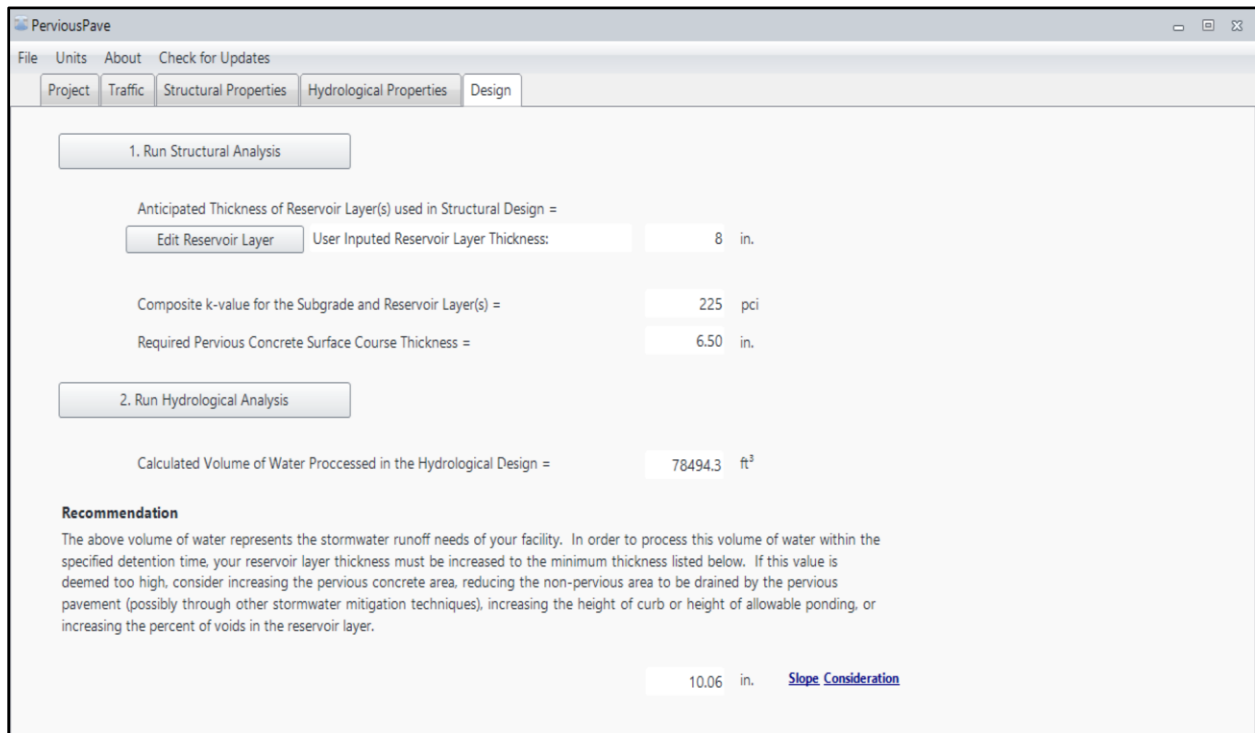 PerviousPave
File Units About Check for Updates
Project Traffic Structural Properties Hydrological Properties Design
1. Run Structural Analysis
Anticipated Thickness of Reservoir Layer(s) used in Structural Design =
Edit Reservoir Layer User Inputed Reservoir Layer Thickness: 8 in.
Composite k-value for the Subgrade and Reservoir Layer(s) = 225 pci
Required Pervious Concrete Surface Course Thickness = 6.50 in.
2. Run Hydrological Analysis
Calculated Volume of Water Proccessed in the Hydrological Design = 78494.3 ft³
Recommendation
The above volume of water represents the stormwater runoff needs of your facility. In order to process this volume of water within the
specified detention time, your reservoir layer thickness must be increased to the minimum thickness listed below. If this value is
deemed too high, consider increasing the pervious concrete area, reducing the non-pervious area to be drained by the pervious
pavement (possibly through other stormwater mitigation techniques), increasing the height of curb or height of allowable ponding, or
increasing the percent of voids in the reservoir layer.
10.06 in. Slope Consideration